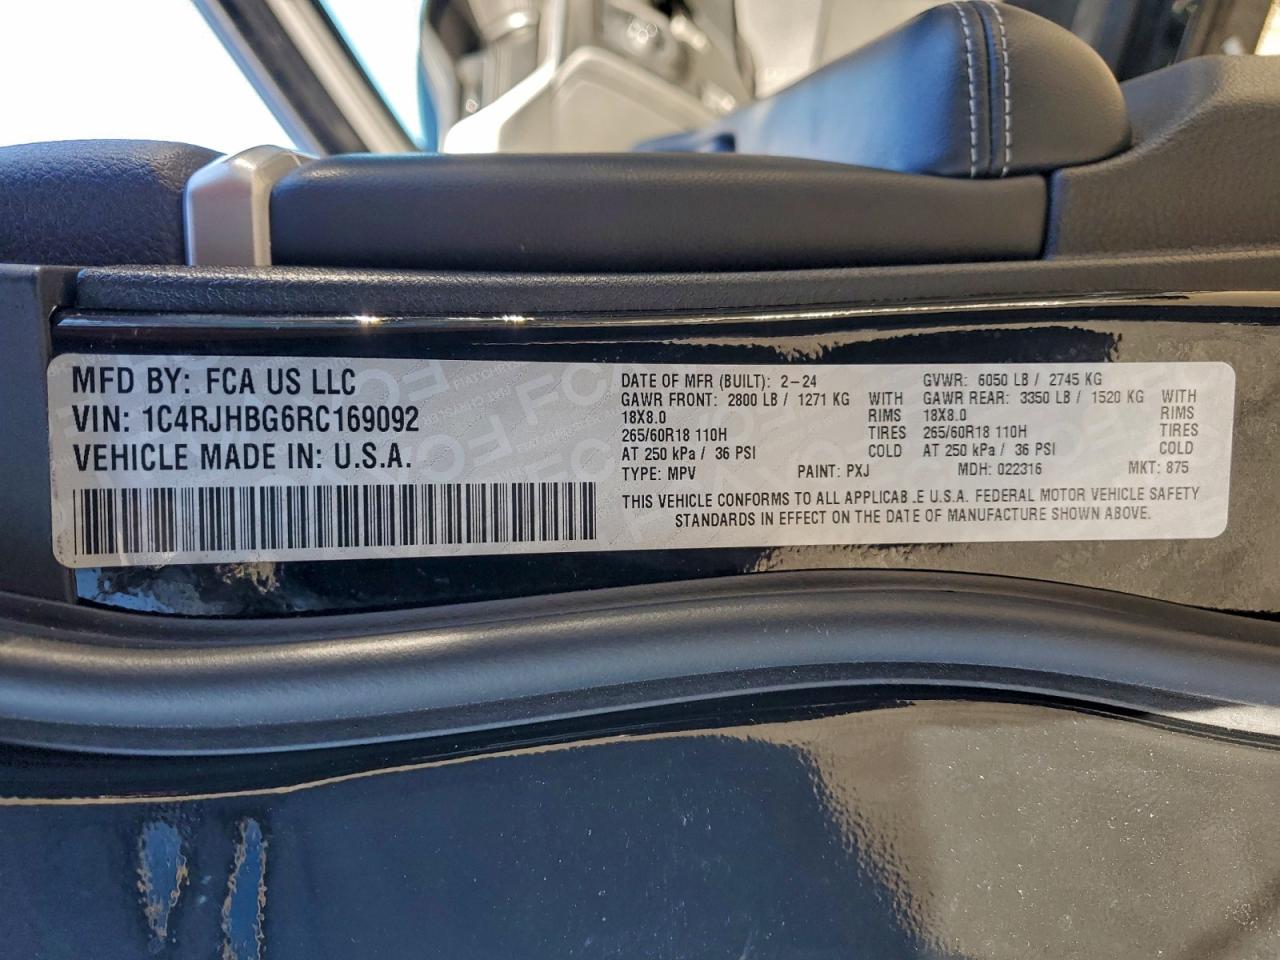 MFD BY: FCA US LLC
VIN: 1C4RJHBG6RC169092
VEHICLE MADE IN: U.S.A.
DATE OF MFR (BUILT): 2-24 GVWR: 6050 LB / 2745 KG
GAWR FRONT: 2800 LB / 1271 KG WITH GAWR REAR: 3350 LB / 1520 KG WITH
18X8.0 RIMS 18X8.0 RIMS
265/60R18 110H TIRES 265/60R18 110H TIRES
AT 250 kPa / 36 PSI COLD AT 250 kPa / 36 PSI COLD
TYPE: MPV PAINT: PXJ MDH: 022316 MKT: 875
THIS VEHICLE CONFORMS TO ALL APPLICABLE U.S.A. FEDERAL MOTOR VEHICLE SAFETY
STANDARDS IN EFFECT ON THE DATE OF MANUFACTURE SHOWN ABOVE.